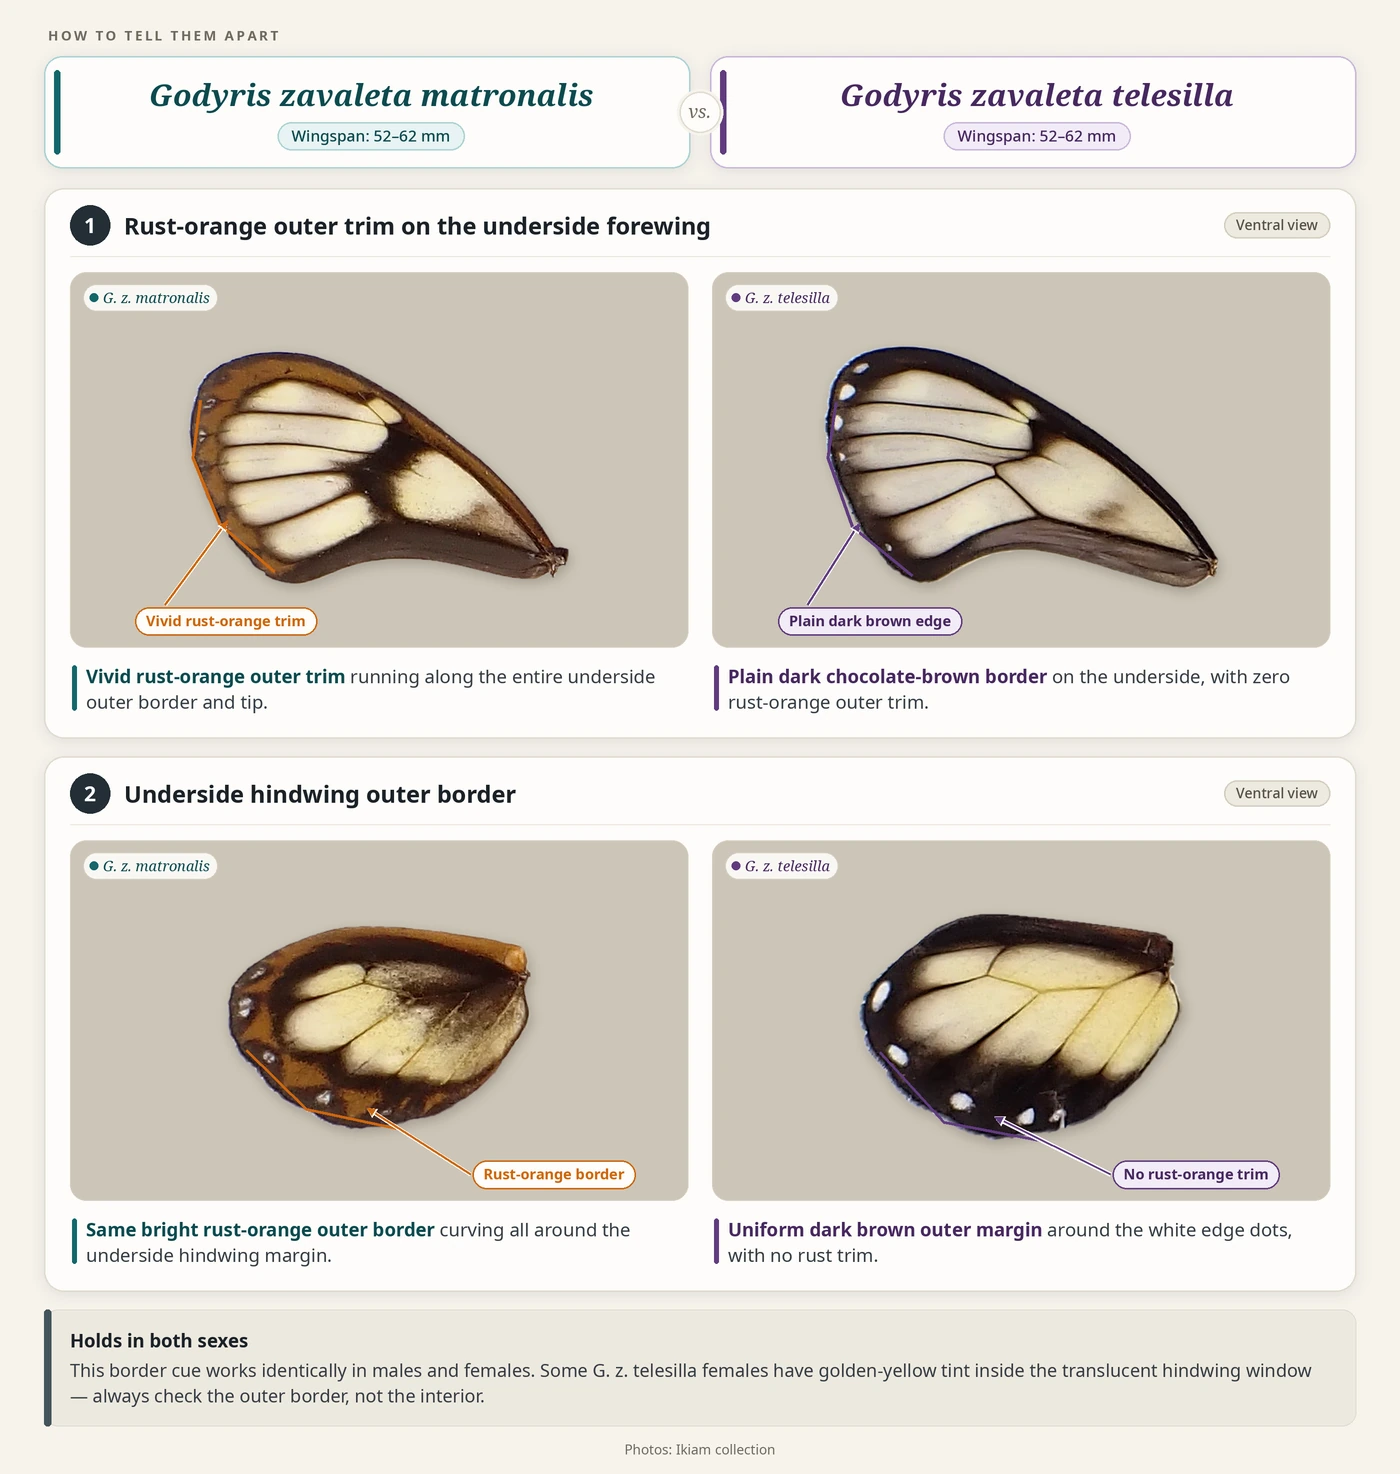 HOW TO TELL THEM APART
Godyris zavaleta matronalis
Wingspan: 52–62 mm
vs.
Godyris zavaleta telesilla
Wingspan: 52–62 mm
1
Rust-orange outer trim on the underside forewing
Ventral view
G. z. matronalis
Vivid rust-orange trim
G. z. telesilla
Plain dark brown edge
Vivid rust-orange outer trim running along the entire underside
outer border and tip.
Plain dark chocolate-brown border on the underside, with zero
rust-orange outer trim.
2
Underside hindwing outer border
Ventral view
G. z. matronalis
Rust-orange border
G. z. telesilla
No rust-orange trim
Same bright rust-orange outer border curving all around the
underside hindwing margin.
Uniform dark brown outer margin around the white edge dots,
with no rust trim.
Holds in both sexes
This border cue works identically in males and females. Some G. z. telesilla females have golden-yellow tint inside the translucent hindwing window
— always check the outer border, not the interior.
Photos: Ikiam collection